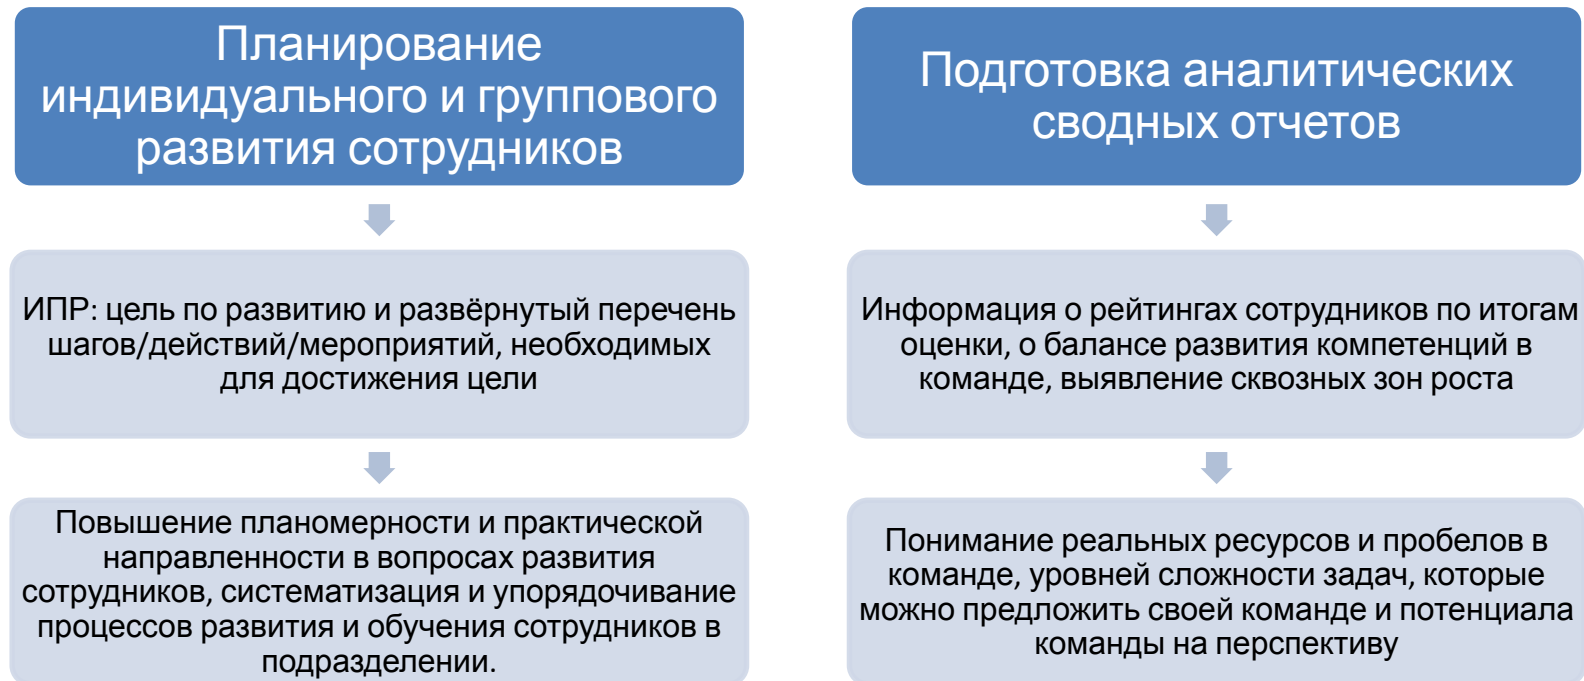 Планирование
индивидуального и группового
развития сотрудников
ИПР: цель по развитию и развёрнутый перечень
шагов/действий/мероприятий, необходимых
для достижения цели
Повышение планомерности и практической
направленности в вопросах развития
сотрудников, систематизация и упорядочивание
процессов развития и обучения сотрудников в
подразделении.
Подготовка аналитических
сводных отчетов
Информация о рейтингах сотрудников по итогам
оценки, о балансе развития компетенций в
команде, выявление сквозных зон роста
Понимание реальных ресурсов и пробелов в
команде, уровней сложности задач, которые
можно предложить своей команде и потенциала
команды на перспективу